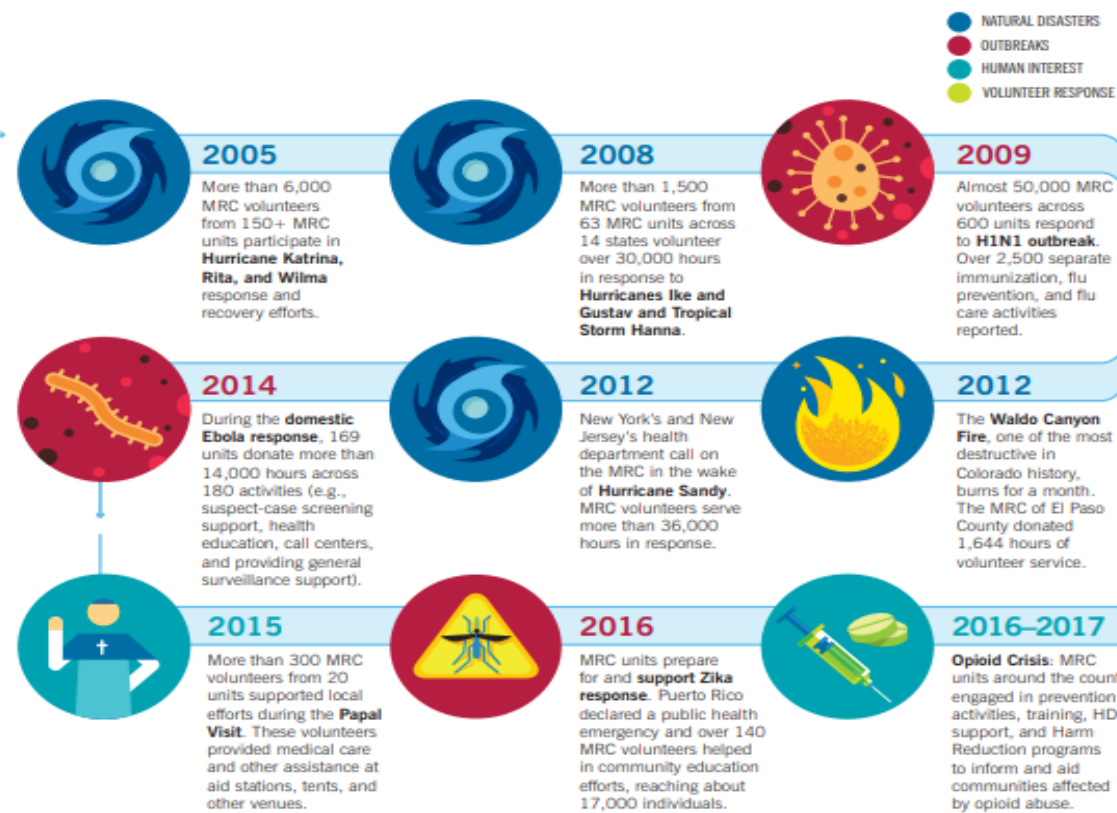 NATURAL DISASTERS
OUTBREAKS
HUMAN INTEREST
VOLUNTEER RESPONSE
2005
More than 6,000
MRC volunteers
from 150+ MRC
units participate in
Hurricane Katrina,
Rita, and Wilma
response and
recovery efforts.
2008
More than 1,500
MRC volunteers from
63 MRC units across
14 states volunteer
over 30,000 hours
in response to
Hurricanes Ike and
Gustav and Tropical
Storm Hanna.
2009
Almost 50,000 MRC
volunteers across
600 units respond
to H1N1 outbreak.
Over 2,500 separate
immunization, flu
prevention, and flu
care activities
reported.
2014
During the domestic
Ebola response, 169
units donate more than
14,000 hours across
180 activities (e.g.,
suspect-case screening
support, health
education, call centers,
and providing general
surveillance support).
2012
New York's and New
Jersey's health
department call on
the MRC in the wake
of Hurricane Sandy.
MRC volunteers serve
more than 36,000
hours in response.
2012
The Waldo Canyon
Fire, one of the most
destructive in
Colorado history,
burns for a month.
The MRC of El Paso
County donated
1,644 hours of
volunteer service.
2015
More than 300 MRC
volunteers from 20
units supported local
efforts during the Papal
Visit. These volunteers
provided medical care
and other assistance at
aid stations, tents, and
other venues.
2016
MRC units prepare
for and support Zika
response. Puerto Rico
declared a public health
emergency and over 140
MRC volunteers helped
in community education
efforts, reaching about
17,000 individuals.
2016–2017
Opioid Crisis: MRC
units around the
engaged in prevention
activities, training,
support, and Harm
Reduction programs
to inform and aid
communities affected
by opioid abuse.